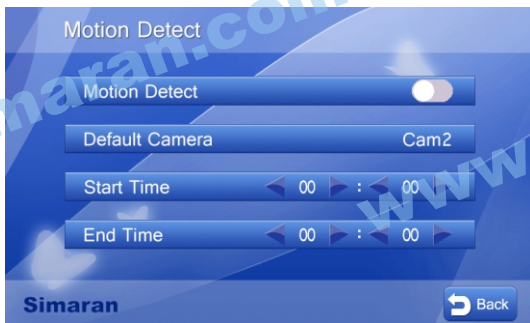 Motion Detect
Motion Detect
Default Camera Cam2
Start Time 00 : 00
End Time 00 : 00
Simaran Back